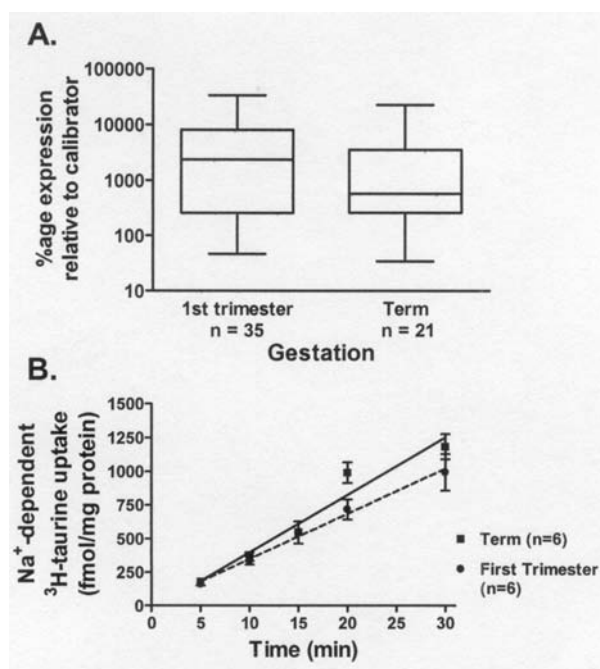 A.
%age expression
relative to calibrator
100000
10000
1000
100
10
1st trimester
n = 35
Term
n = 21
Gestation
B.
Na⁺-dependent
³H-taurine uptake
(fmol/mg protein)
1500
1250
1000
750
500
250
0
0 5 10 15 20 25 30
Time (min)
Term (n=6)
First Trimester
(n=6)